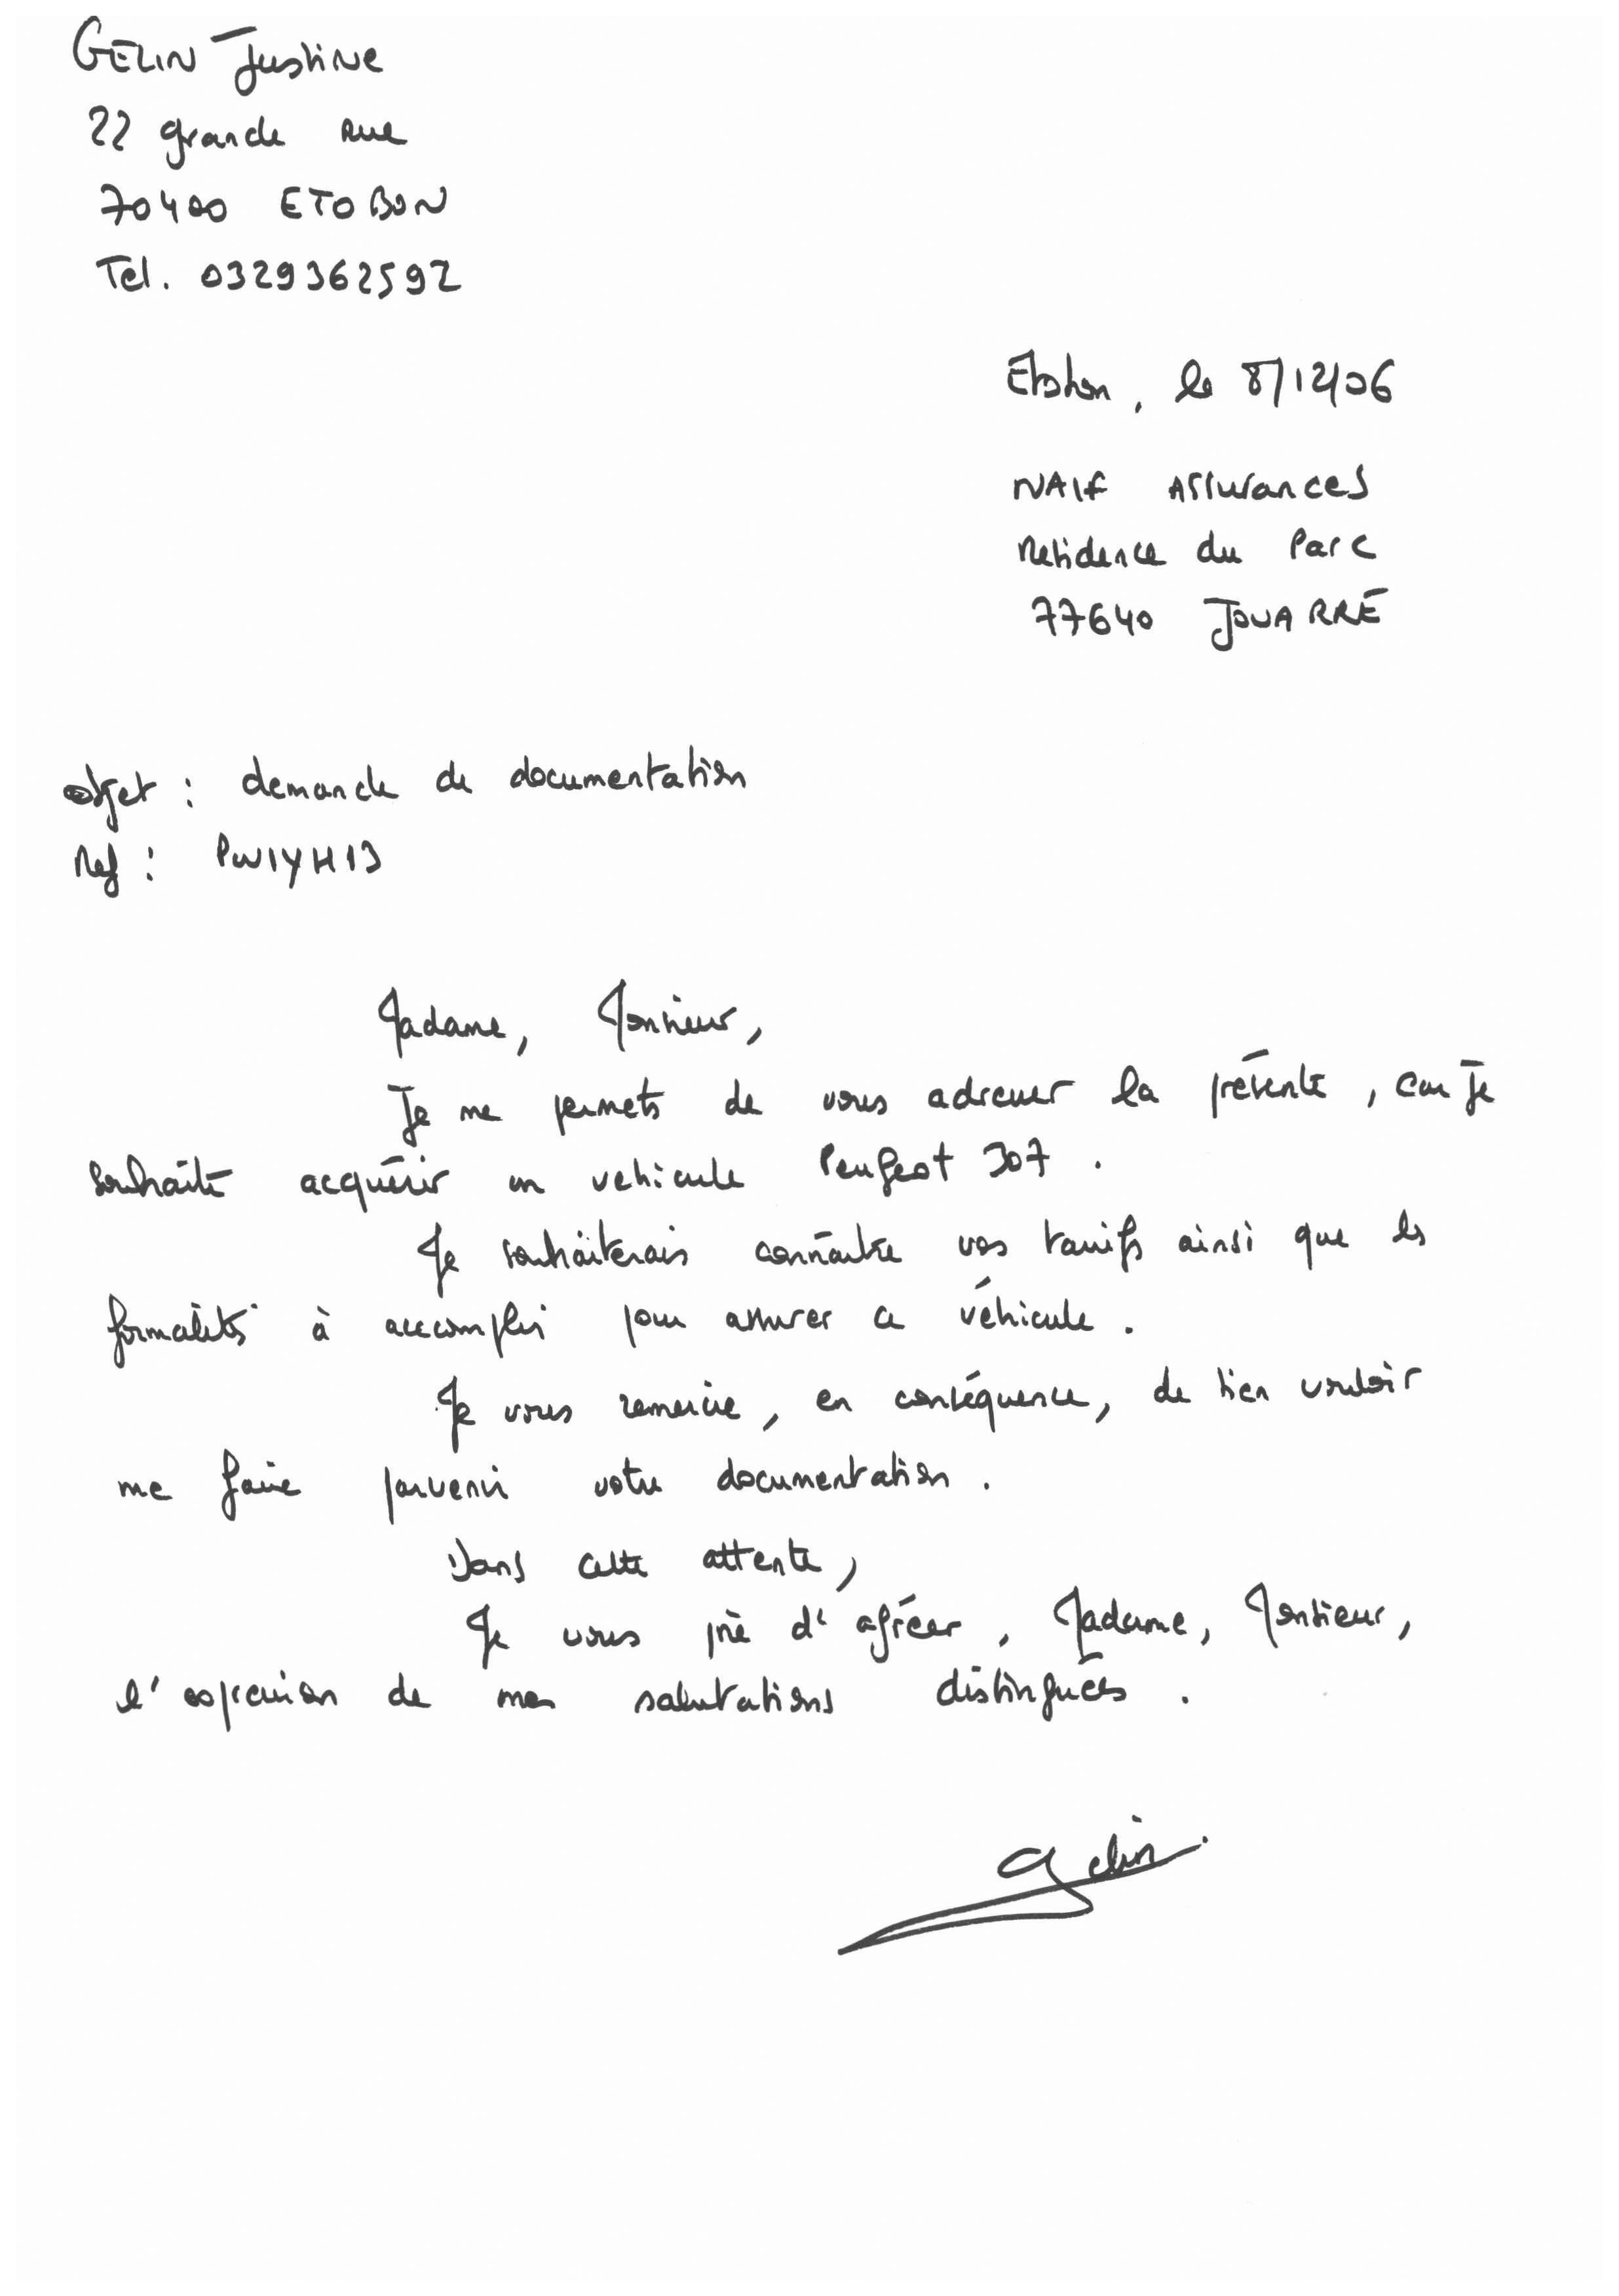 GELIN Justine
22 grande rue
70400 ETOBON
Tel. 0329362592
Etobon, le 8/12/06
NAIF Assurances
Residence du Parc
77640 JOUARRE
objet : demande de documentation
Ref : PWIYH13
Madame, Monsieur,
Je me permets de vous adresser la présente, car je
souhaite acquérir un vehicule Peugeot 307.
Je souhaiterais connaître vos tarifs ainsi que les
formalités à accomplir pour assurer ce véhicule.
Je vous remercie, en conséquence, de bien vouloir
me faire parvenir votre documentation.
Dans cette attente,
Je vous prie d'agréer, Madame, Monsieur,
l'expression de mes salutations distinguées.
Gelin